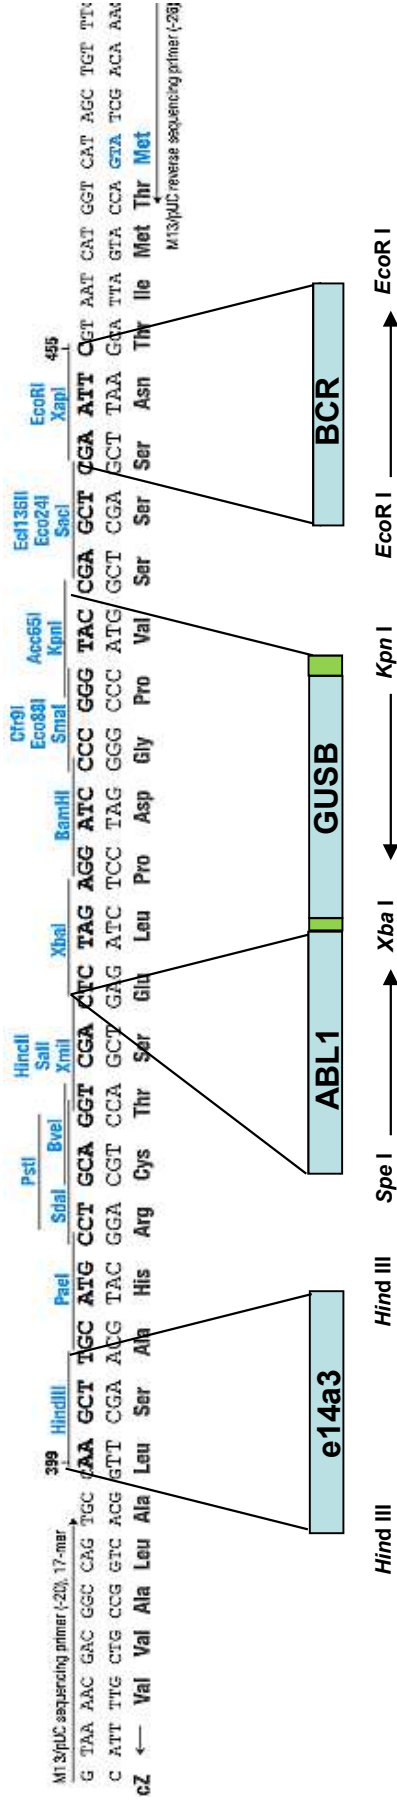 HincII Cfr9I Ecl136II
PstI SalI Eco88I Acc65I Eco24I EcoRI
HindIII PaeI SdaI BveI XmiI XbaI BamHI SmaI KpnI SacI XapI
M13/pUC sequencing primer (-20), 17-mer 399 455
G TAA AAC GAC GGC CAG TGC CAA GCT TGC ATG CCT GCA GGT CGA CTC TAG AGG ATC CCC GGG TAC CGA GCT CGA ATT CGT AAT CAT GGT CAT AGC TGT
C ATT TTG CTG CCG GTC ACG GTT CGA ACG TAC GGA CGT CCA GCT GAG ATC TCC TAG GGG CCC ATG GCT CGA GCT TAA GCA TTA GTA CCA GTA TCG ACA
cZ ← Val Val Ala Leu Ala Leu Ser Ala His Arg Cys Thr Ser Glu Leu Pro Asp Gly Pro Val Ser Ser Ser Asn Thr Ile Met Thr Met
M13/pUC reverse sequencing primer (-26)
e14a3 ABL1 GUSB BCR
Hind III Hind III Spe I Xba I Kpn I EcoR I EcoR I